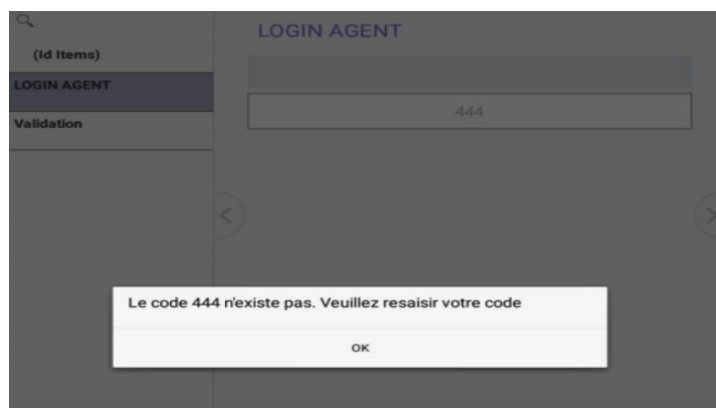 LOGIN AGENT
(Id Items)
LOGIN AGENT
444
Validation
Le code 444 n'existe pas. Veuillez resaisir votre code
OK